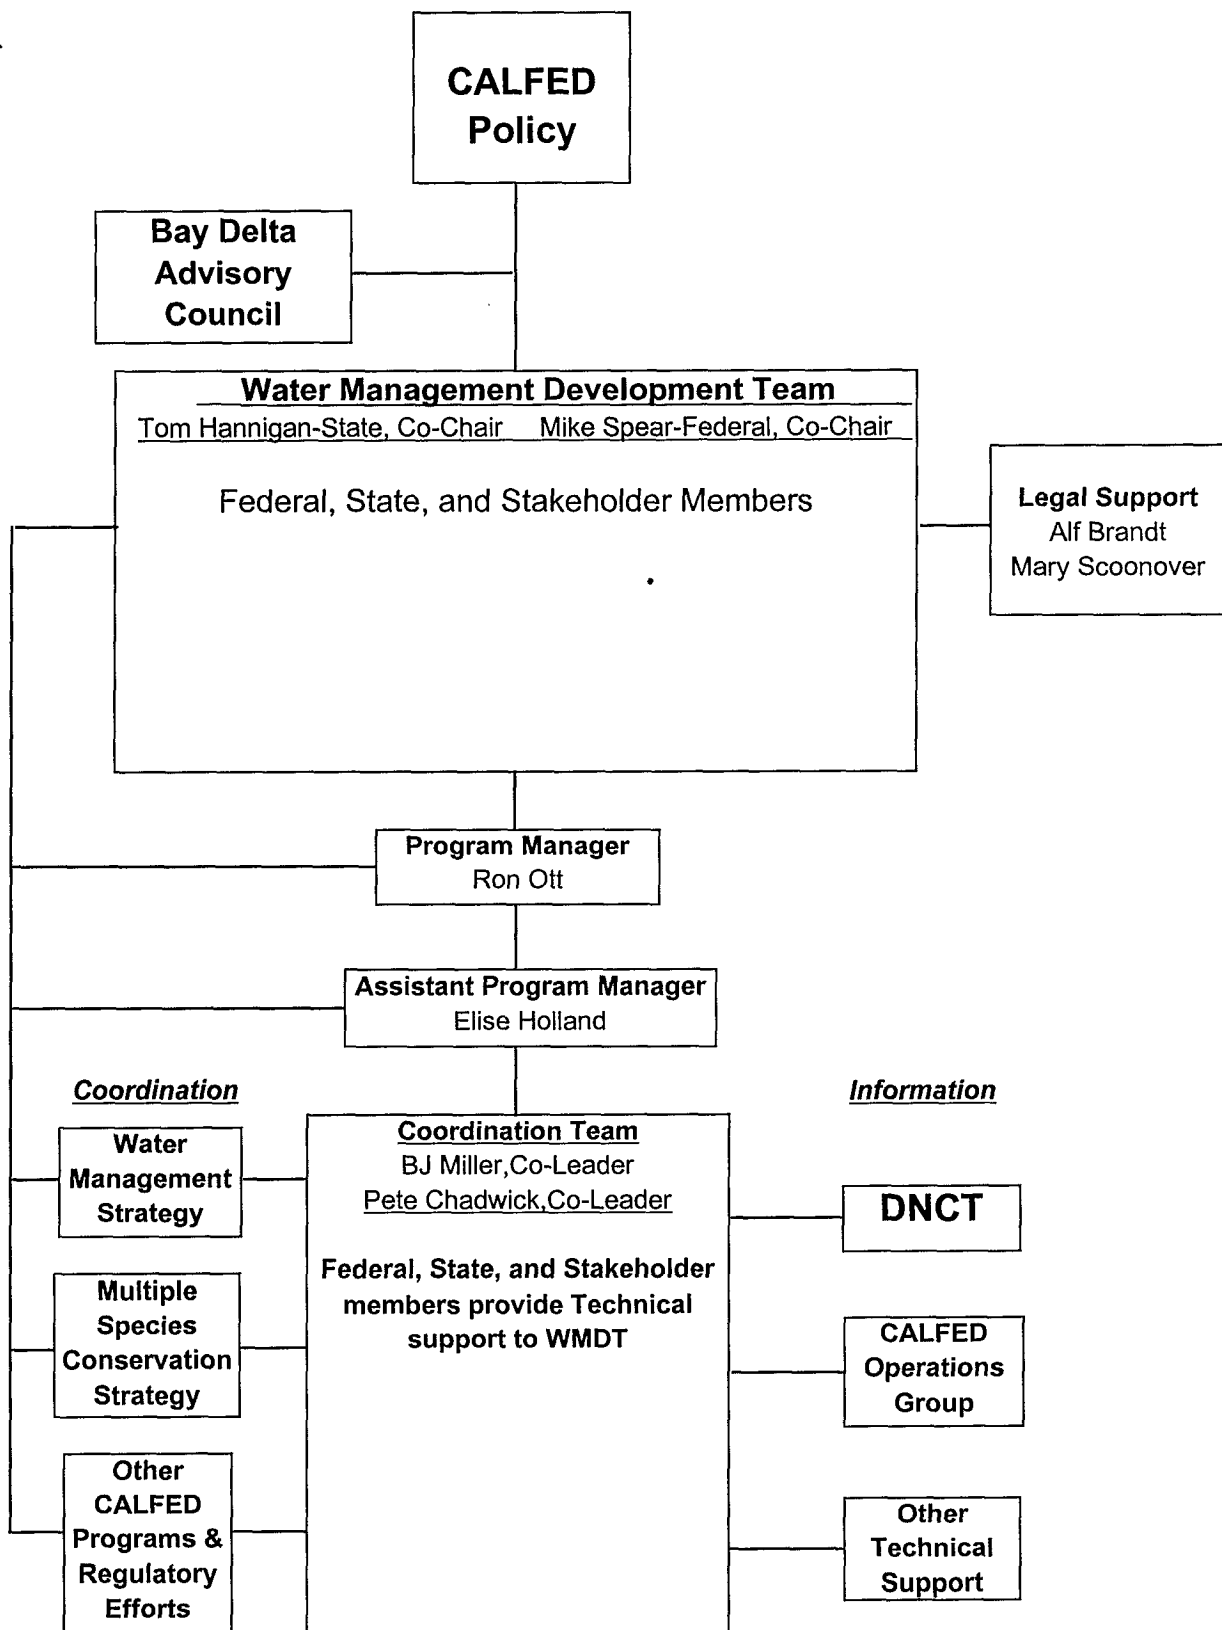 CALFED
Policy
Bay Delta
Advisory
Council
Water Management Development Team
Tom Hannigan-State, Co-Chair Mike Spear-Federal, Co-Chair
Federal, State, and Stakeholder Members
Legal Support
Alf Brandt
Mary Scoonover
Program Manager
Ron Ott
Assistant Program Manager
Elise Holland
Coordination
Water
Management
Strategy
Multiple
Species
Conservation
Strategy
Other
CALFED
Programs &
Regulatory
Efforts
Coordination Team
BJ Miller,Co-Leader
Pete Chadwick,Co-Leader
Federal, State, and Stakeholder
members provide Technical
support to WMDT
Information
DNCT
CALFED
Operations
Group
Other
Technical
Support